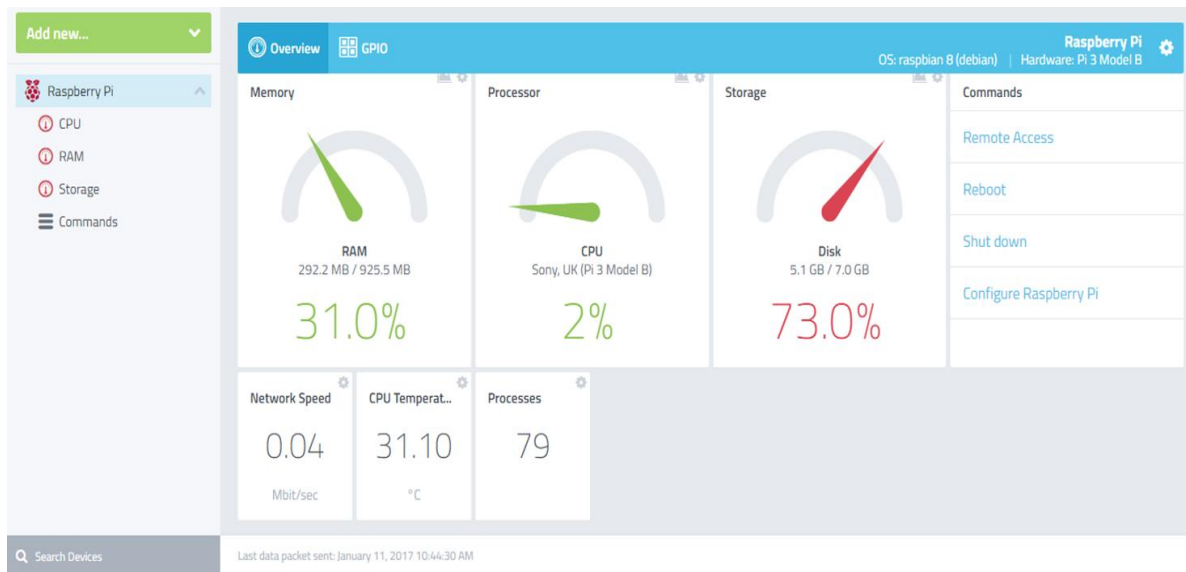 Add new...
Raspberry Pi
CPU
RAM
Storage
Commands
Search Devices
Overview
GPIO
Raspberry Pi
OS: raspbian 8 (debian) | Hardware: Pi 3 Model B
Memory
RAM
292.2 MB / 925.5 MB
31.0%
Processor
CPU
Sony, UK (Pi 3 Model B)
2%
Storage
Disk
5.1 GB / 7.0 GB
73.0%
Commands
Remote Access
Reboot
Shut down
Configure Raspberry Pi
Network Speed
0.04
Mbit/sec
CPU Temperat...
31.10
°C
Processes
79
Last data packet sent: January 11, 2017 10:44:30 AM